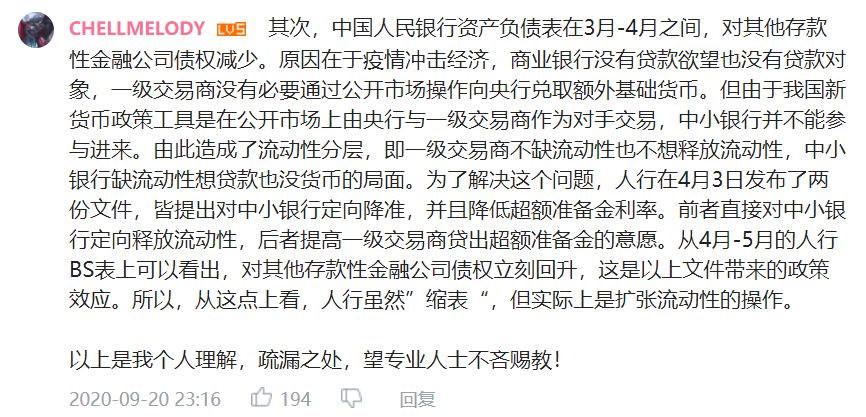 CHELLMELODY LV5 其次，中国人民银行资产负债表在3月-4月之间，对其他存款
性金融公司债权减少。原因在于疫情冲击经济，商业银行没有贷款欲望也没有贷款对
象，一级交易商没有必要通过公开市场操作向央行兑取额外基础货币。但由于我国新
货币政策工具是在公开市场上由央行与一级交易商作为对手交易，中小银行并不能参
与进来。由此造成了流动性分层，即一级交易商不缺流动性也不想释放流动性，中小
银行缺流动性想贷款也没货币的局面。为了解决这个问题，人行在4月3日发布了两
份文件，皆提出对中小银行定向降准，并且降低超额准备金利率。前者直接对中小银
行定向释放流动性，后者提高一级交易商贷出超额准备金的意愿。从4月-5月的人行
BS表上可以看出，对其他存款性金融公司债权立刻回升，这是以上文件带来的政策
效应。所以，从这点上看，人行虽然”缩表“，但实际上是扩张流动性的操作。
以上是我个人理解，疏漏之处，望专业人士不吝赐教！
2020-09-20 23:16 194 回复